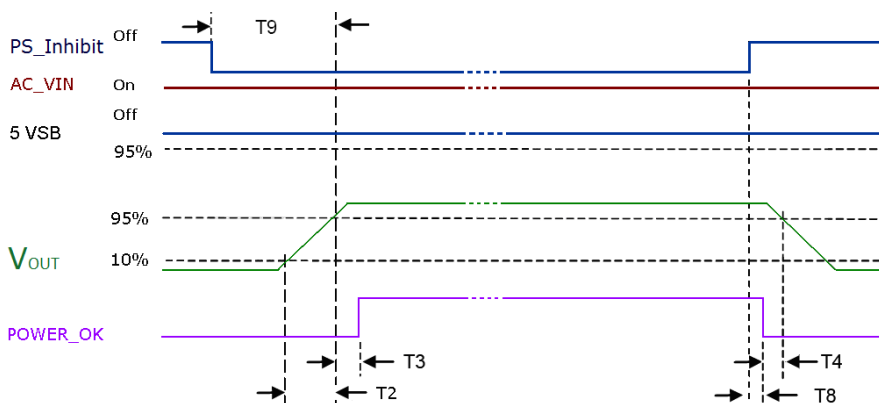 Off
T9
PS_Inhibit
AC_VIN
On
Off
5 VSB
95%
95%
VOUT
10%
POWER_OK
T3
T4
T2
T8